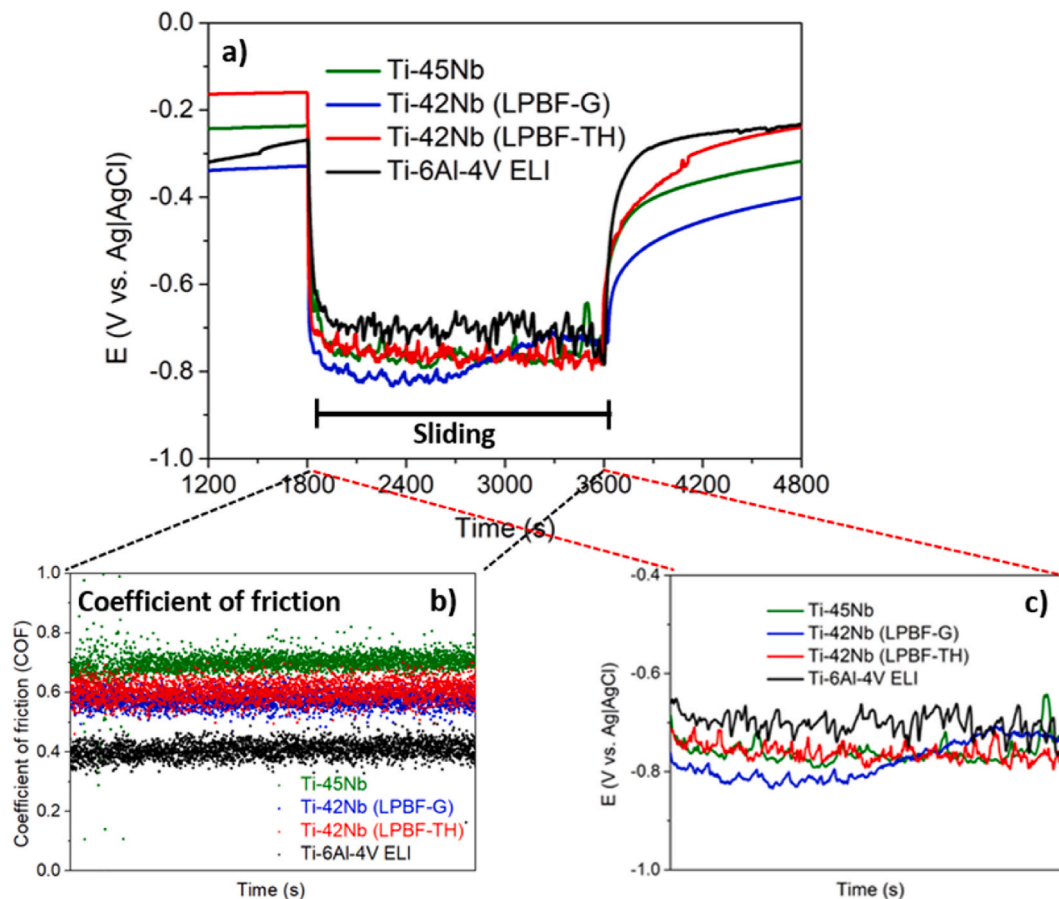 a)
Ti-45Nb
Ti-42Nb (LPBF-G)
Ti-42Nb (LPBF-TH)
Ti-6Al-4V ELI
E (V vs. Ag|AgCl)
0.0
-0.2
-0.4
-0.6
-0.8
-1.0
Sliding
1200 1800 2400 3000 3600 4200 4800
Time (s)
Coefficient of friction b)
Coefficient of friction (COF)
1.0
0.8
0.6
0.4
0.2
0.0
Ti-45Nb
Ti-42Nb (LPBF-G)
Ti-42Nb (LPBF-TH)
Ti-6Al-4V ELI
Time (s)
c)
Ti-45Nb
Ti-42Nb (LPBF-G)
Ti-42Nb (LPBF-TH)
Ti-6Al-4V ELI
E (V vs. Ag|AgCl)
-0.4
-0.6
-0.8
-1.0
Time (s)